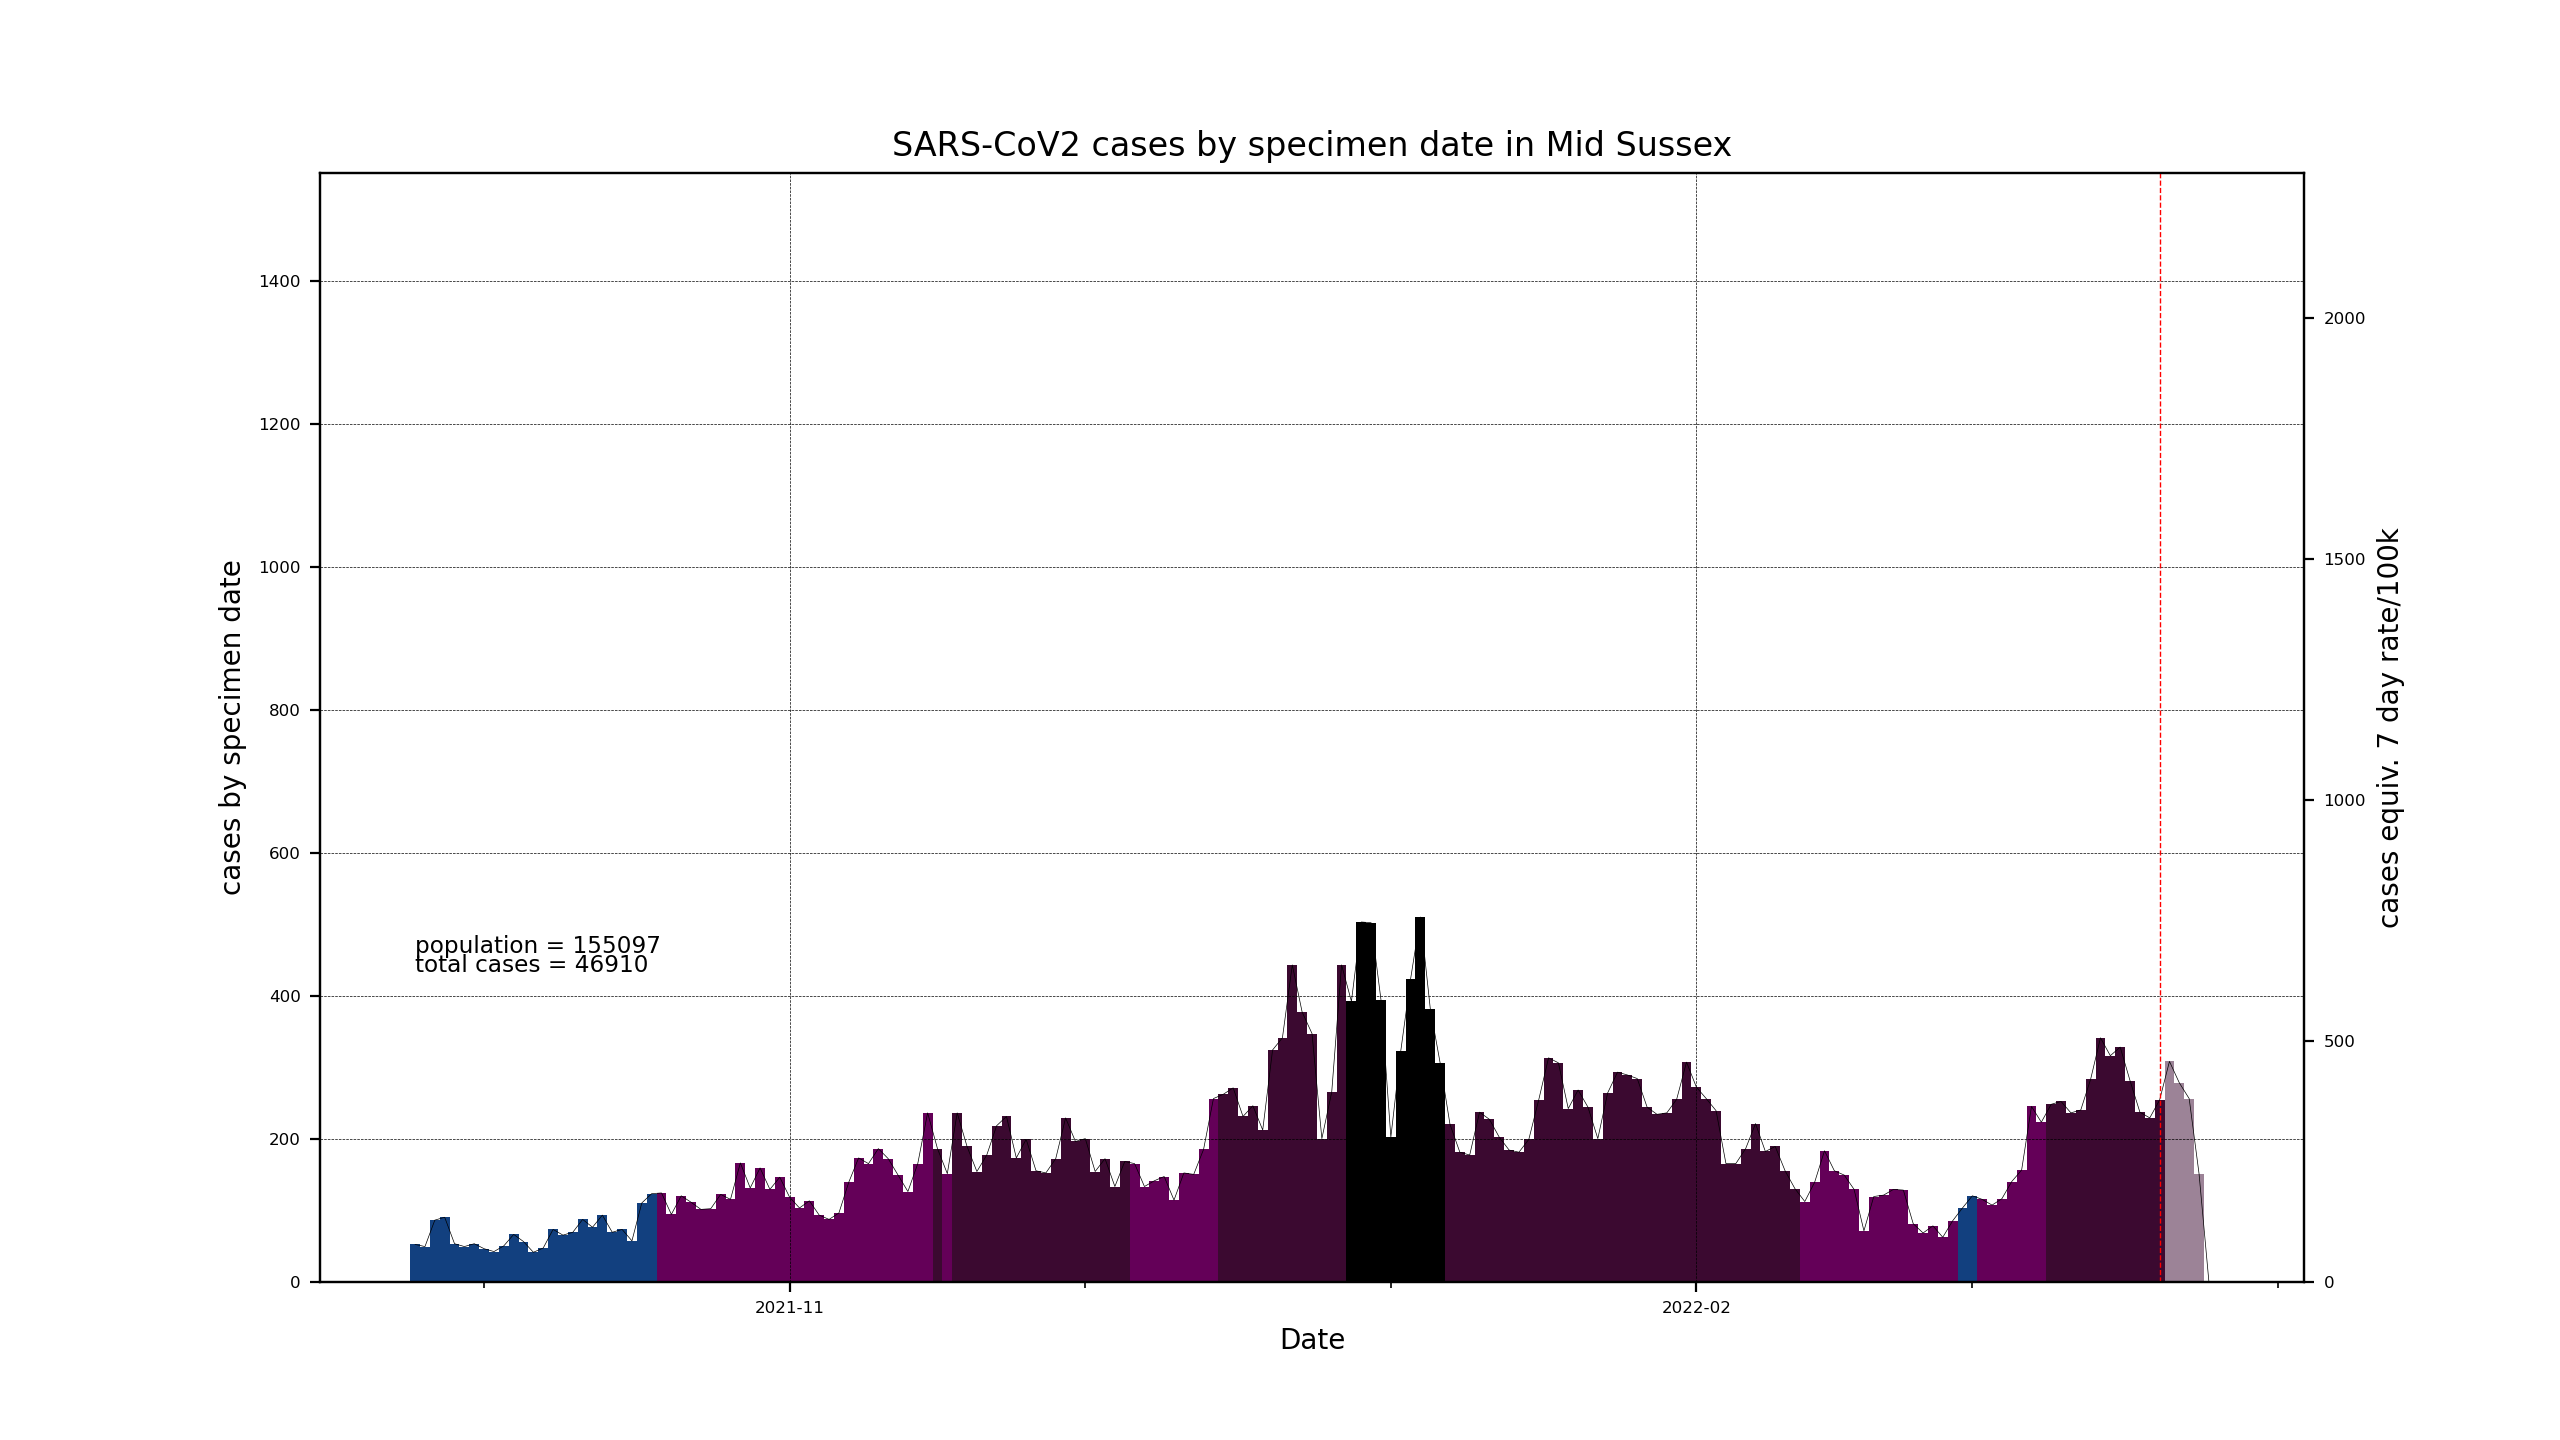 SARS-CoV2 cases by specimen date in Mid Sussex
1400
1200
1000
800
600
400
200
0
cases by specimen date
population = 155097
total cases = 46910
2000
1500
1000
500
0
cases equiv. 7 day rate/100k
2021-11
2022-02
Date